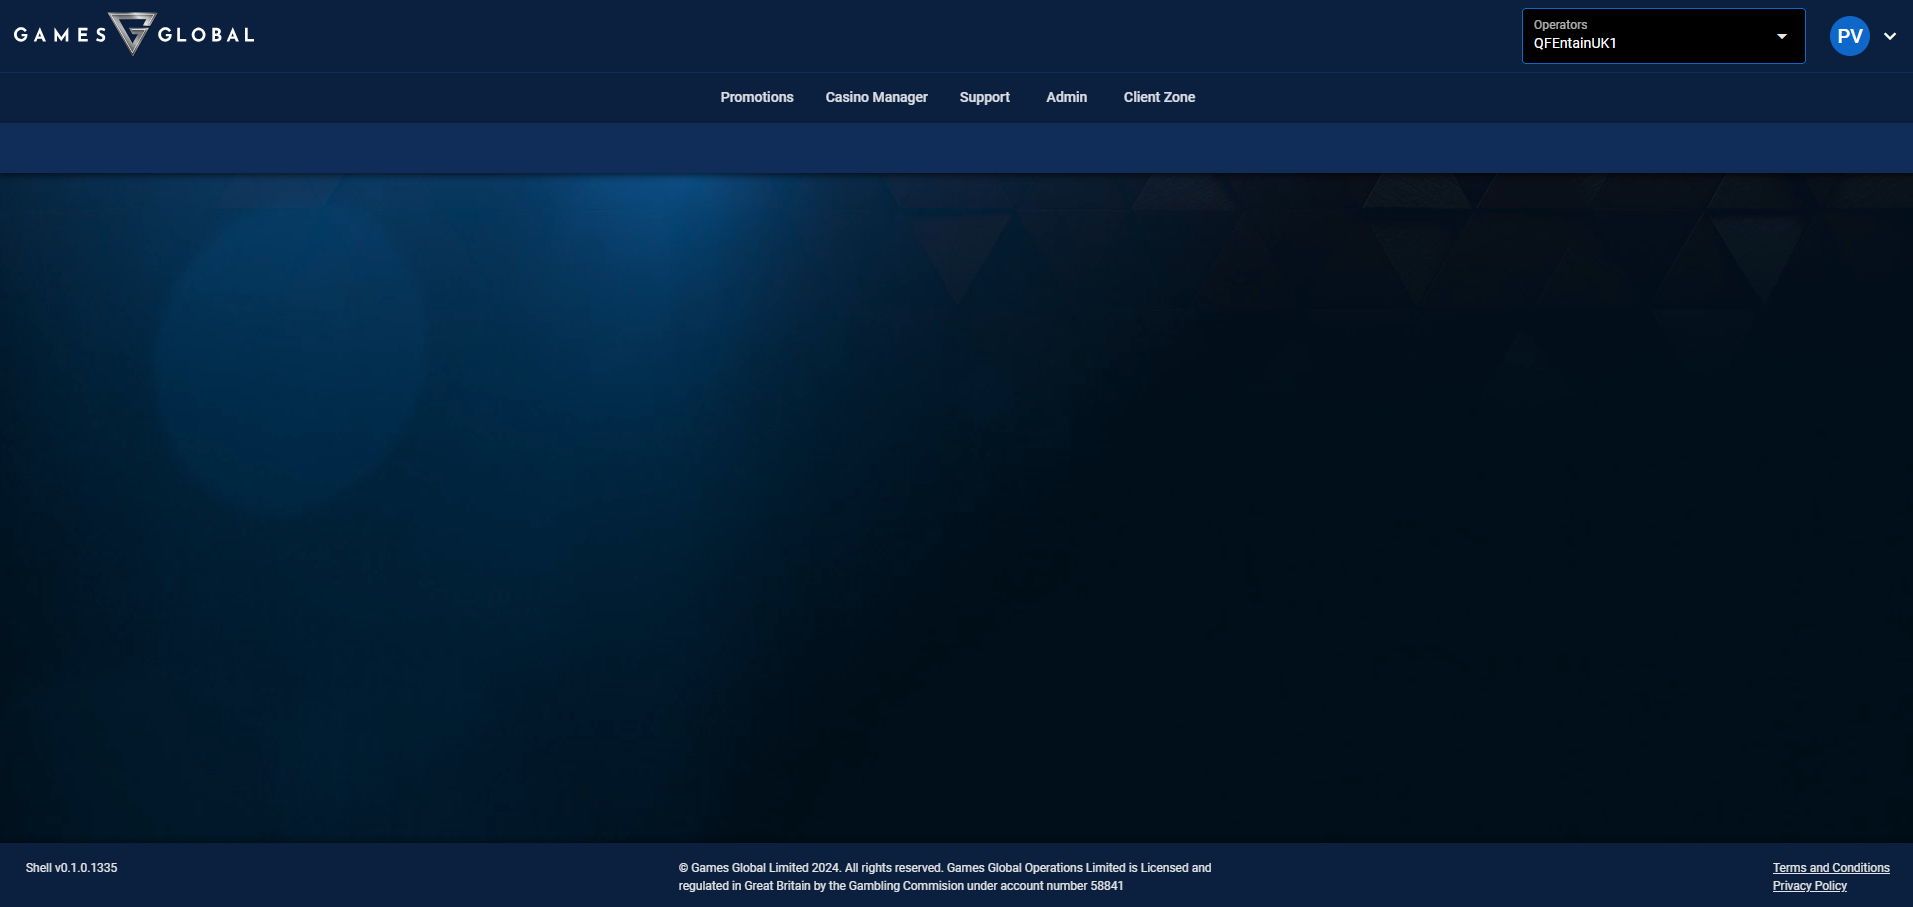 GAMES GLOBAL
Operators
QFEntainUK1
PV
Promotions Casino Manager Support Admin Client Zone
Shell v0.1.0.1335
© Games Global Limited 2024. All rights reserved. Games Global Operations Limited is Licensed and
regulated in Great Britain by the Gambling Commision under account number 58841
Terms and Conditions
Privacy Policy